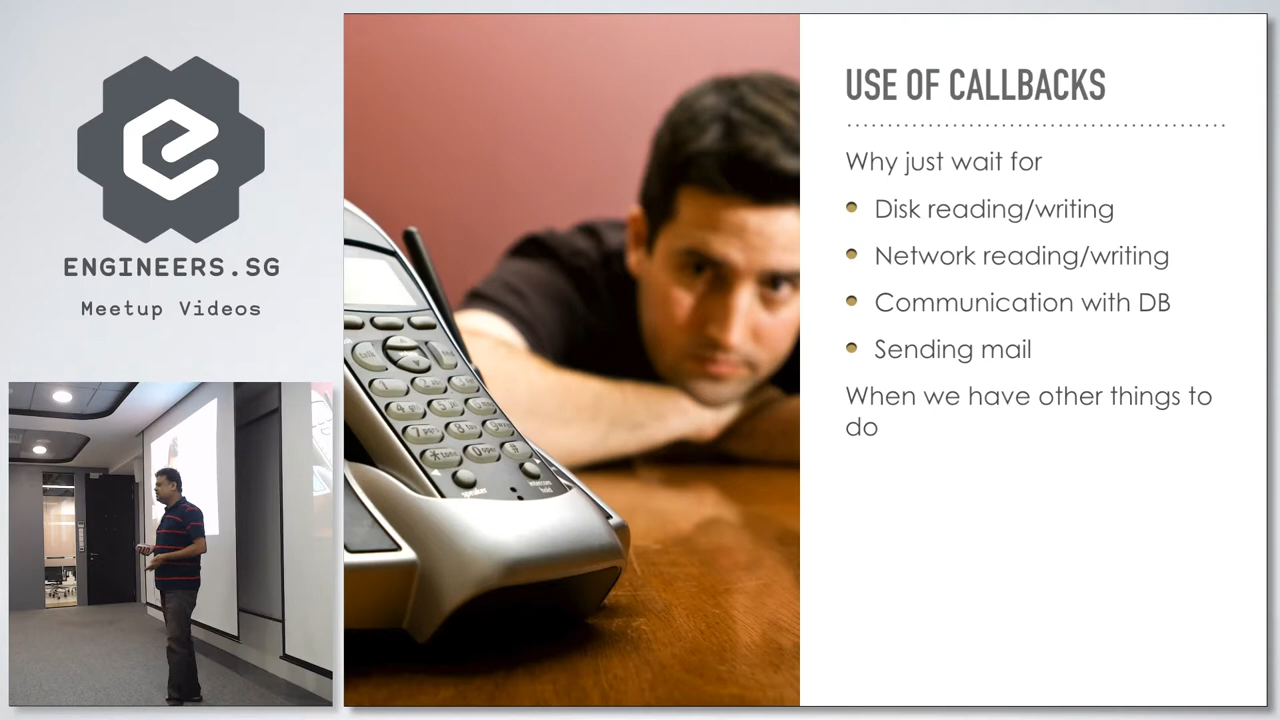 ENGINEERS.SG
Meetup Videos
USE OF CALLBACKS
Why just wait for
Disk reading/writing
Network reading/writing
Communication with DB
Sending mail
When we have other things to
do